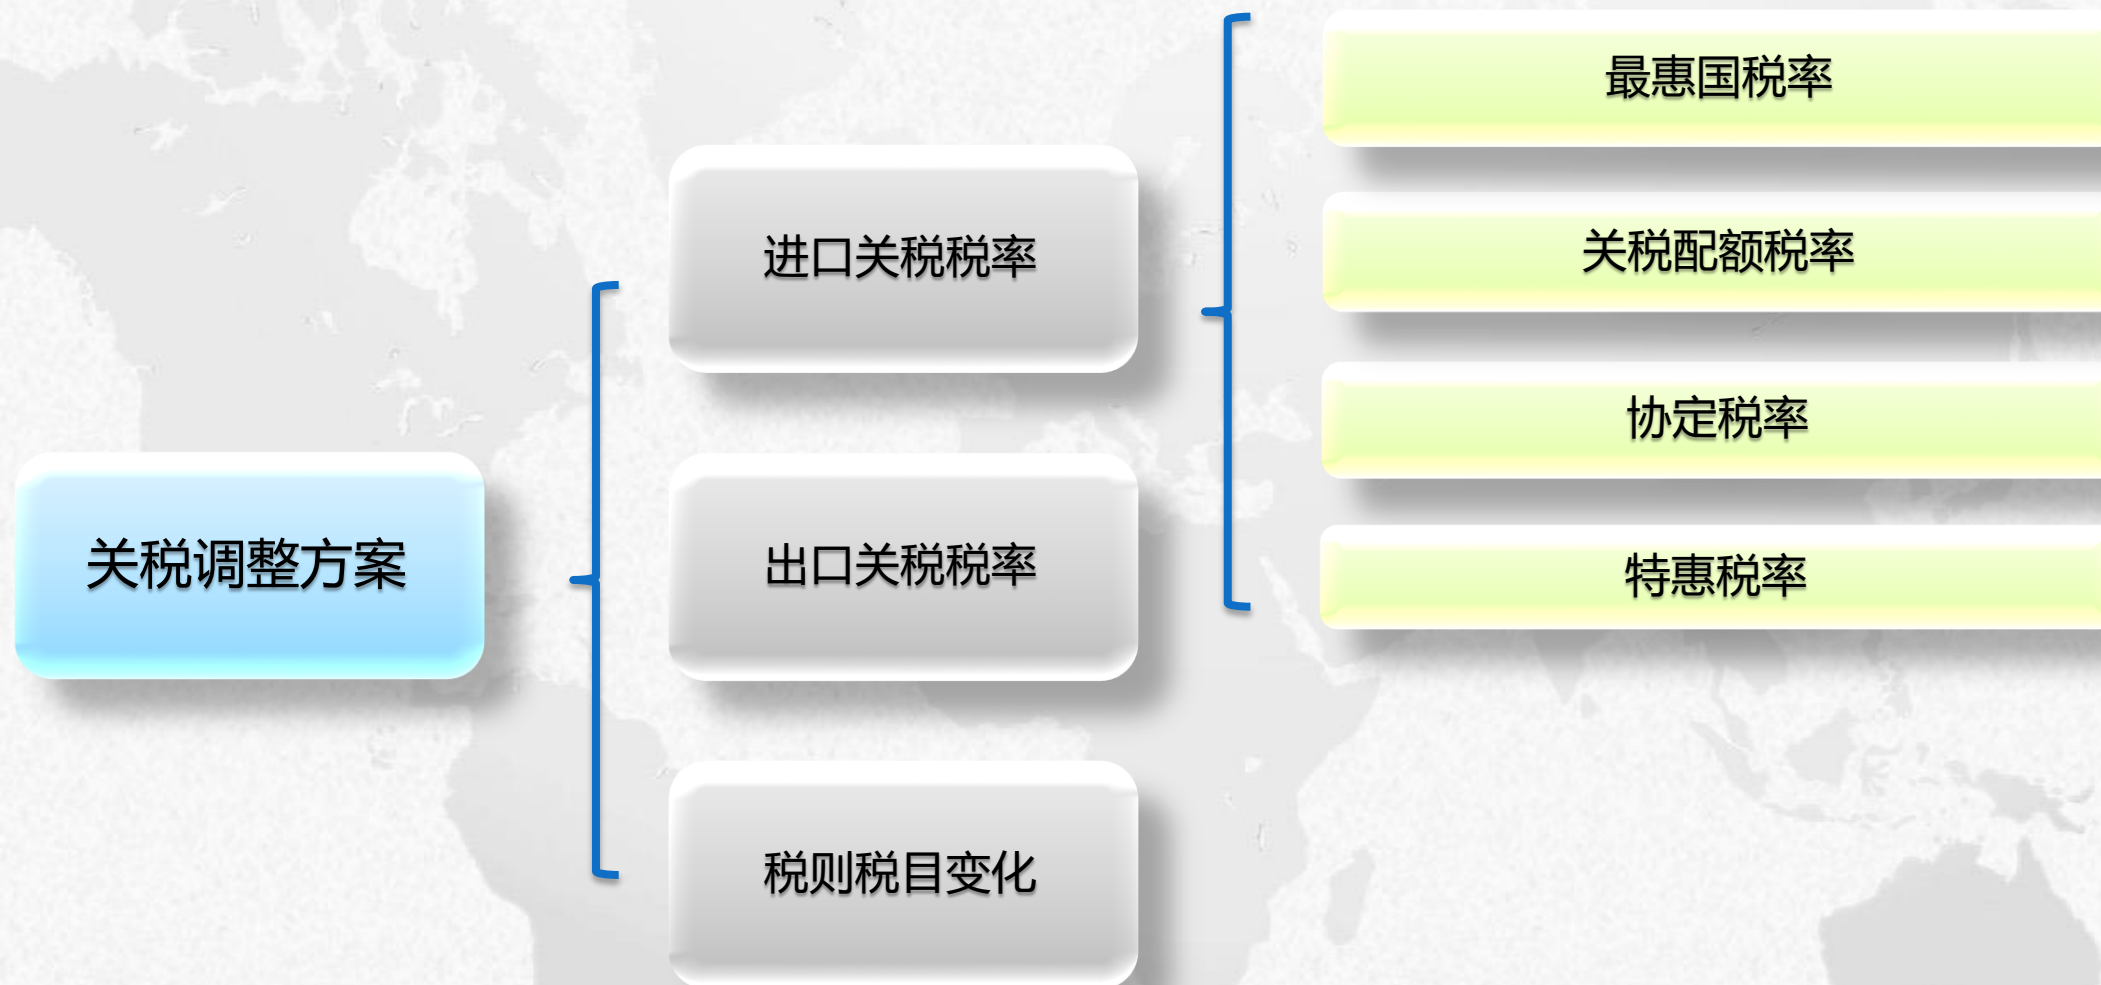 关税调整方案
进口关税税率
出口关税税率
税则税目变化
最惠国税率
关税配额税率
协定税率
特惠税率